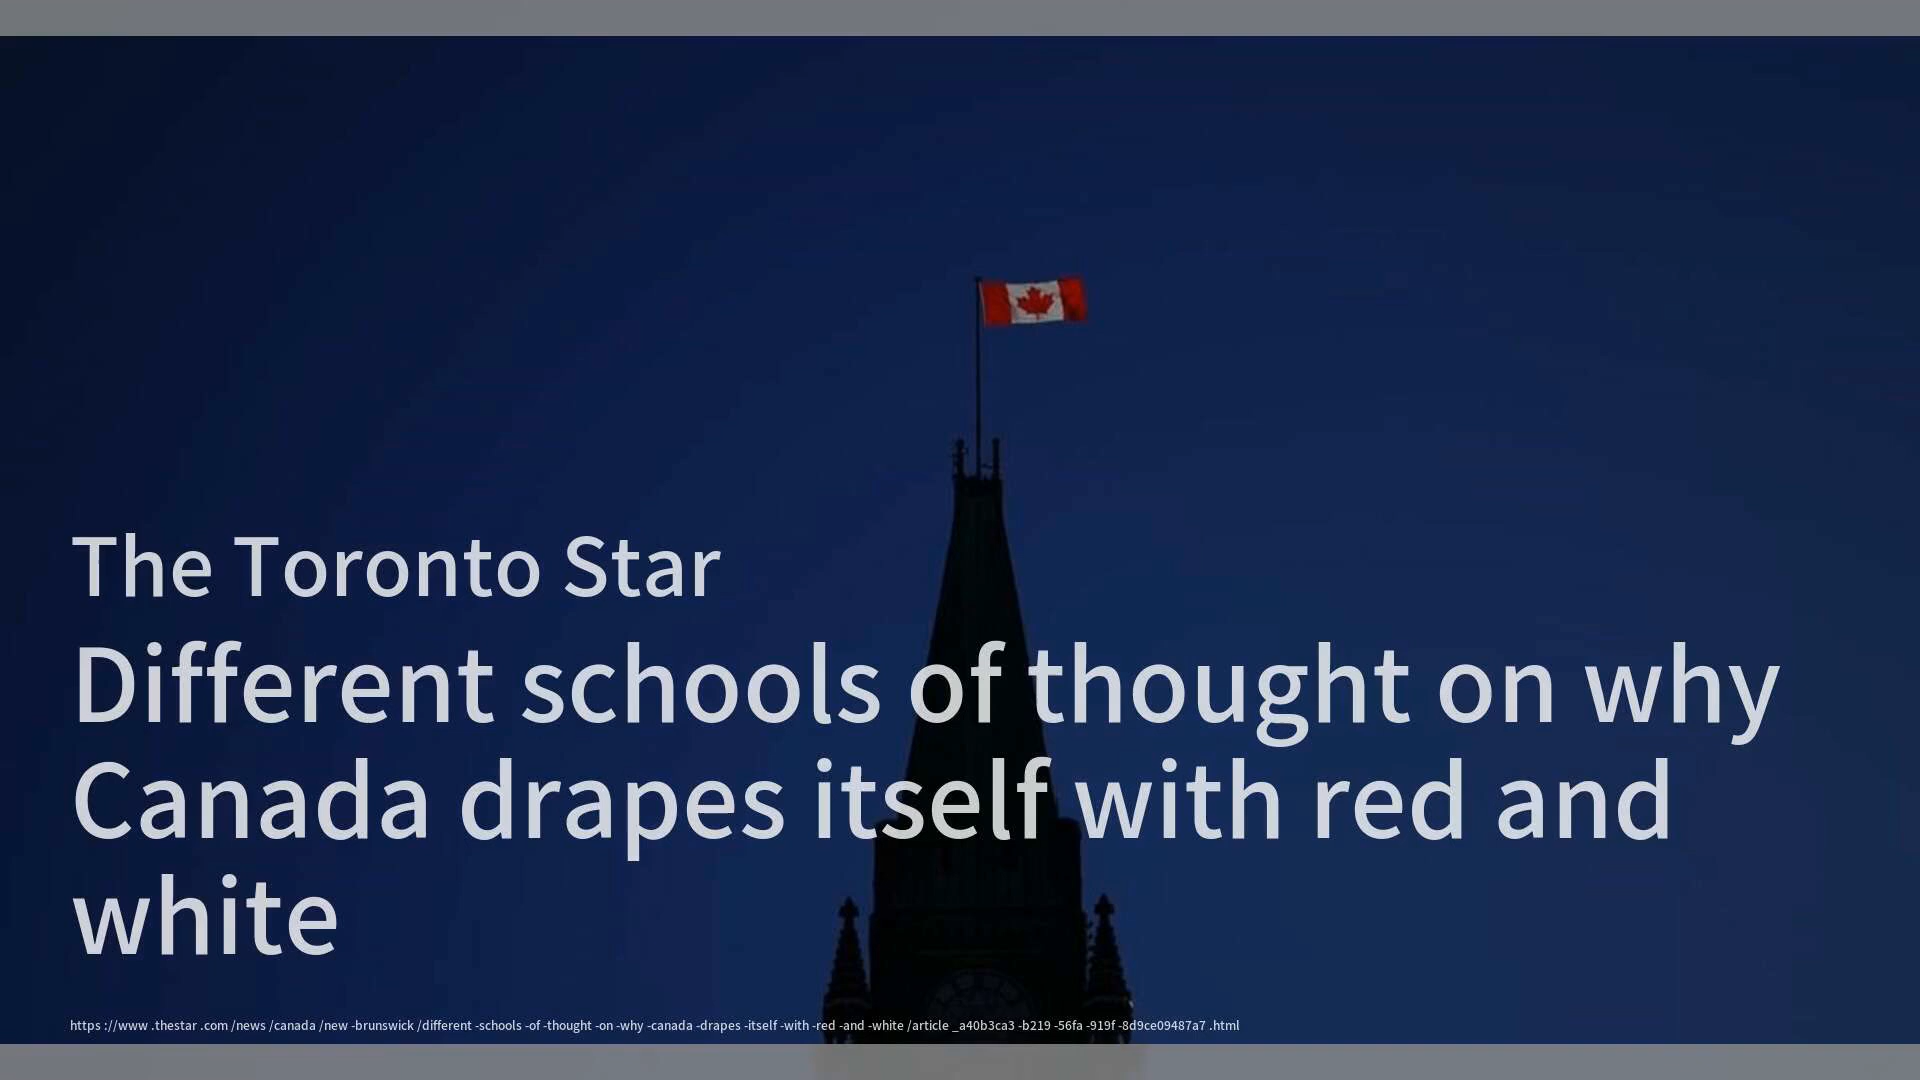 The Toronto Star
Different schools of thought on why
Canada drapes itself with red and
white
https ://www .thestar .com /news /canada /new -brunswick /different -schools -of -thought -on -why -canada -drapes -itself -with -red -and -white /article _a40b3ca3 -b219 -56fa -919f -8d9ce09487a7 .html